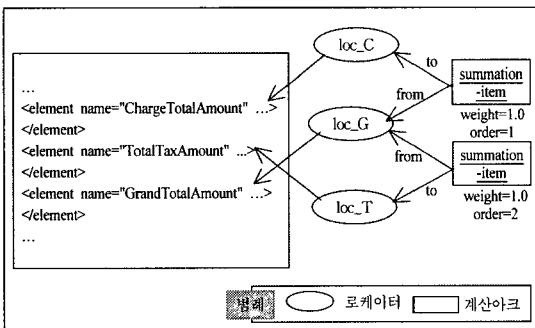 ...
<element name="ChargeTotalAmount" ...>
</element>
<element name="TotalTaxAmount" ...>
</element>
<element name="GrandTotalAmount" ...>
</element>
...
loc_C
loc_G
loc_T
to
from
from
to
summation
-item
weight=1.0
order=1
summation
-item
weight=1.0
order=2
범례
로케이터
계산아크